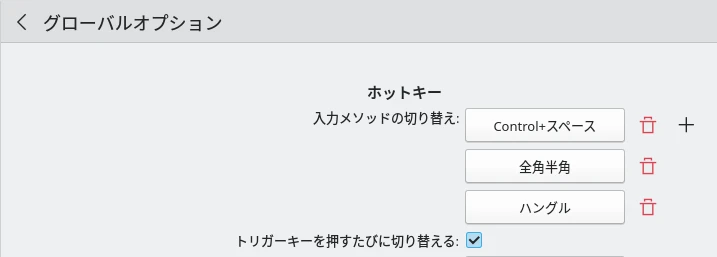 グローバルオプション
ホットキー
入力メソッドの切り替え: Control+スペース
全角半角
ハングル
トリガーキーを押すたびに切り替える: